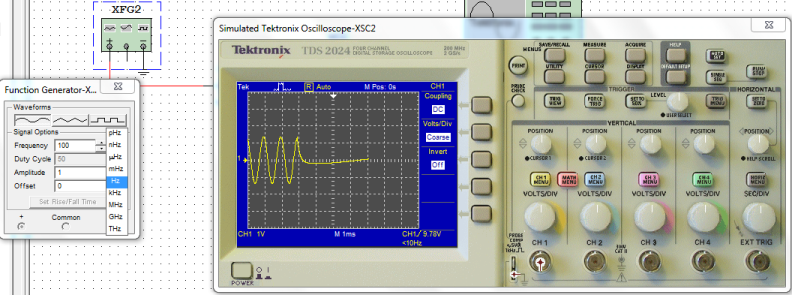 XFG2
Simulated Tektronix Oscilloscope-XSC2
Tektronix TDS 2024 FOUR CHANNEL DIGITAL STORAGE OSCILLOSCOPE
200 MHz
2 GS/s
MENUS
SAVE/RECALL MEASURE ACQUIRE HELP
UTILITY CURSOR DISPLAY DEFAULT SETUP
PRINT
SINGLE SEQ
RUN/STOP
PROBE CHECK
TRIGGER
TRIG VIEW
FORCE TRIG
SET TO 50%
LEVEL
USER SELECT
TRIG MENU
HORIZONTAL
SET TO ZERO
VERTICAL
POSITION POSITION POSITION POSITION POSITION
CURSOR 1 CURSOR 2 HELP SCROLL
CH 1 MENU
MATH MENU
CH 2 MENU
CH 3 MENU
CH 4 MENU
HORIZ MENU
VOLTS/DIV VOLTS/DIV VOLTS/DIV VOLTS/DIV SEC/DIV
PROBE COMP
CH 1 CH 2 CH 3 CH 4 EXT TRIG
POWER
Tek R Auto M Pos: 0s CH1
Coupling
DC
Volts/Div
Coarse
Invert
Off
1
CH1 1V M 1ms CH1/ 9.78V
<10Hz
Function Generator-X...
Waveforms
Signal Options
Frequency 100
Duty Cycle 50
Amplitude 1
Offset 0
pHz
nHz
µHz
mHz
Hz
kHz
MHz
GHz
THz
Set Rise/Fall Time
+ Common